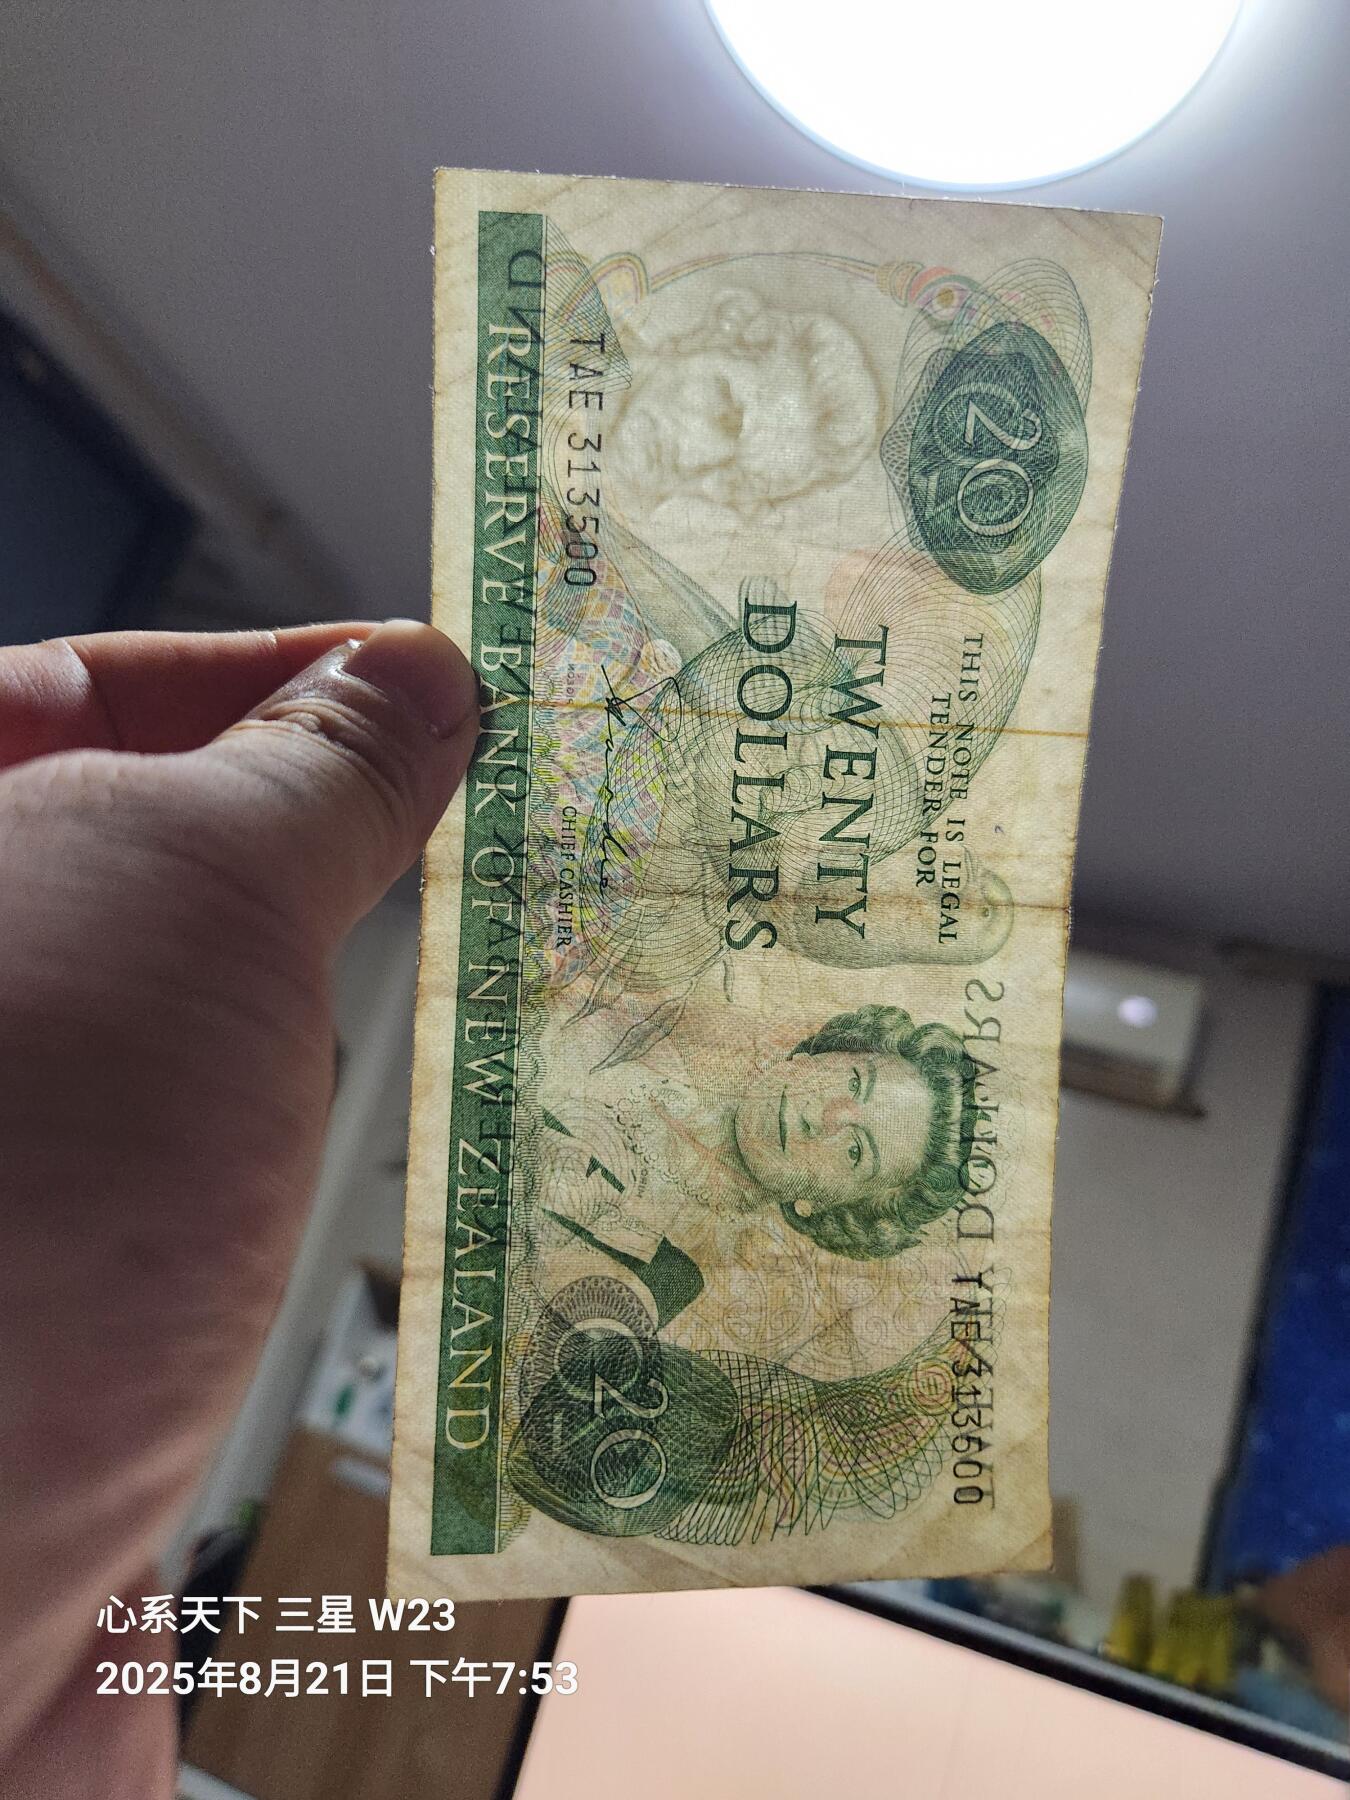 RESERVE BANK OF NEW ZEALAND
TAE 313500
20
THIS NOTE IS LEGAL
TENDER FOR
TWENTY
DOLLARS
CHIEF CASHIER
TAE 313500
20
心系天下 三星 W23
2025年8月21日 下午7:53